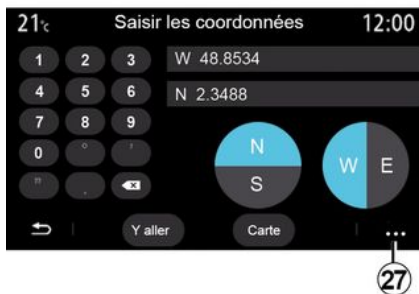 21°c Saisir les coordonnées 12:00
1 2 3 W 48.8534
4 5 6 N 2.3488
7 8 9
0 ° '
" . 
N
S
W E
Y aller Carte ...
27